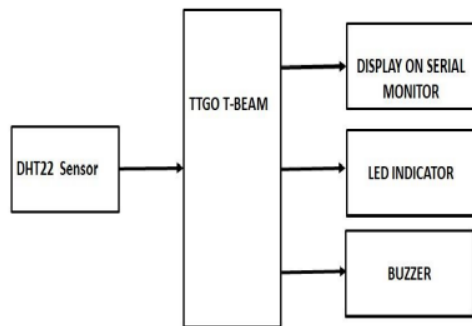 DHT22 Sensor
TTGO T-BEAM
DISPLAY ON SERIAL
MONITOR
LED INDICATOR
BUZZER